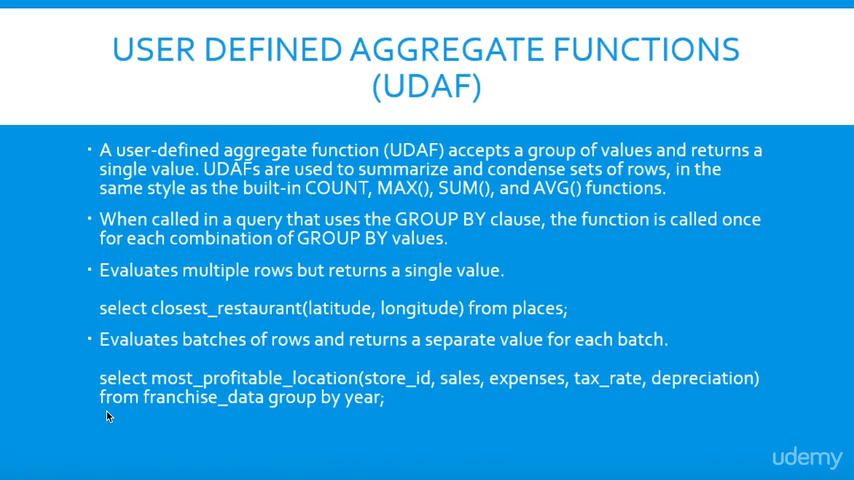 USER DEFINED AGGREGATE FUNCTIONS
(UDAF)
▪ A user-defined aggregate function (UDAF) accepts a group of values and returns a
single value. UDAFs are used to summarize and condense sets of rows, in the
same style as the built-in COUNT, MAX(), SUM(), and AVG() functions.
▪ When called in a query that uses the GROUP BY clause, the function is called once
for each combination of GROUP BY values.
▪ Evaluates multiple rows but returns a single value.
select closest_restaurant(latitude, longitude) from places;
▪ Evaluates batches of rows and returns a separate value for each batch.
select most_profitable_location(store_id, sales, expenses, tax_rate, depreciation)
from franchise_data group by year;
udemy